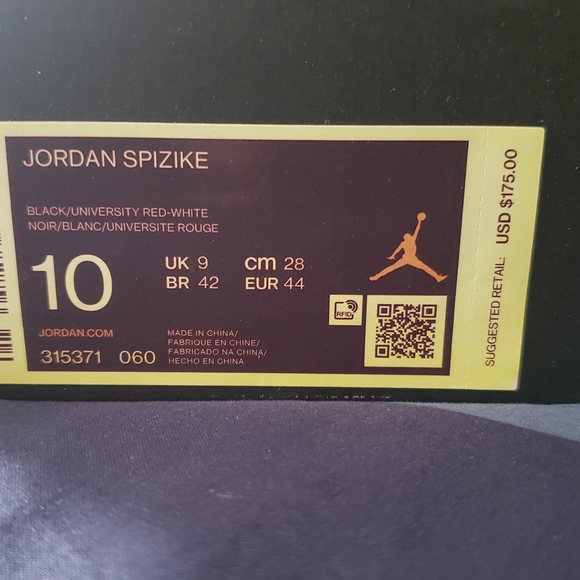 JORDAN SPIZIKE
BLACK/UNIVERSITY RED-WHITE
NOIR/BLANC/UNIVERSITE ROUGE
10
UK 9 cm 28
BR 42 EUR 44
RFID
JORDAN.COM
315371 060
MADE IN CHINA/
FABRIQUE EN CHINE/
FABRICADO NA CHINA/
HECHO EN CHINA
SUGGESTED RETAIL: USD $175.00